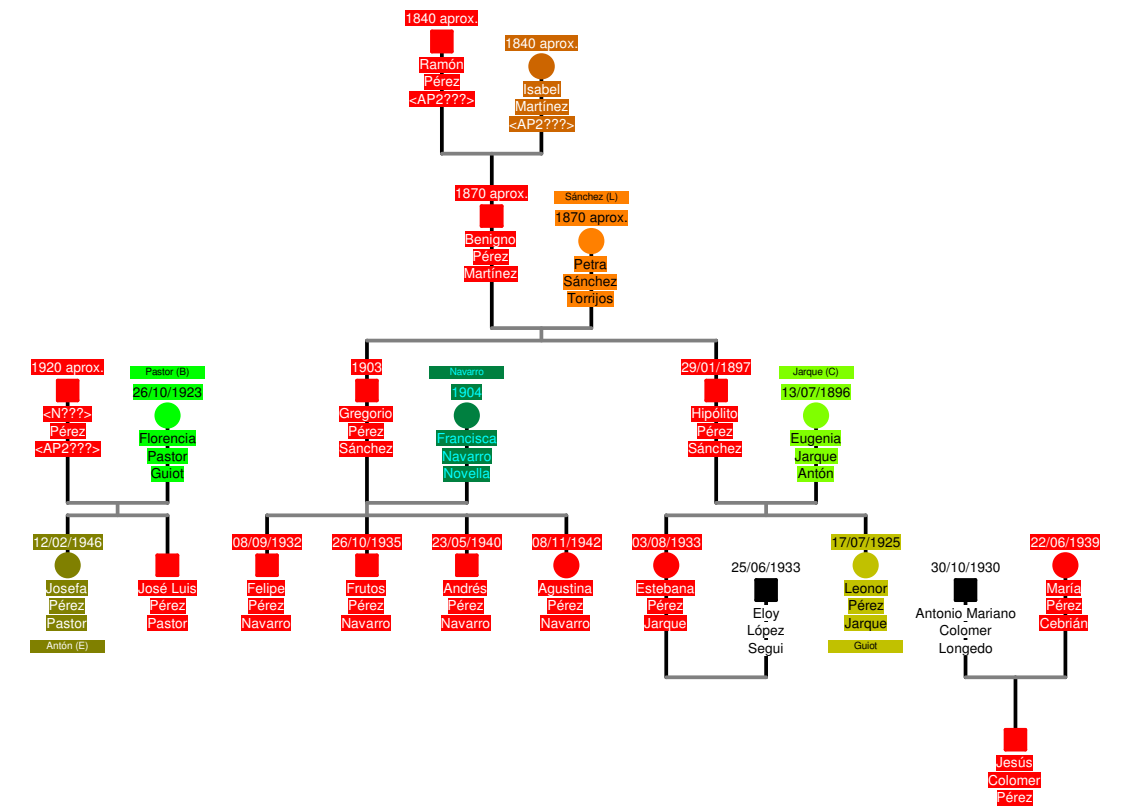 1840 aprox.
Ramón
Pérez
<AP2???>
1840 aprox.
Isabel
Martínez
<AP2???>
1870 aprox.
Benigno
Pérez
Martínez
Sánchez (L)
1870 aprox.
Petra
Sánchez
Torrijos
1920 aprox.
<N???>
Pérez
<AP2???>
Pastor (B)
26/10/1923
Florencia
Pastor
Guiot
1903
Gregorio
Pérez
Sánchez
Navarro
1904
Francisca
Navarro
Novella
29/01/1897
Hipólito
Pérez
Sánchez
Jarque (C)
13/07/1896
Eugenia
Jarque
Antón
12/02/1946
Josefa
Pérez
Pastor
Antón (E)
José Luis
Pérez
Pastor
08/09/1932
Felipe
Pérez
Navarro
26/10/1935
Frutos
Pérez
Navarro
23/05/1940
Andrés
Pérez
Navarro
08/11/1942
Agustina
Pérez
Navarro
03/08/1933
Estebana
Pérez
Jarque
25/06/1933
Eloy
López
Segui
17/07/1925
Leonor
Pérez
Jarque
Guiot
30/10/1930
Antonio Mariano
Colomer
Longedo
22/06/1939
María
Pérez
Cebrián
Jesús
Colomer
Pérez